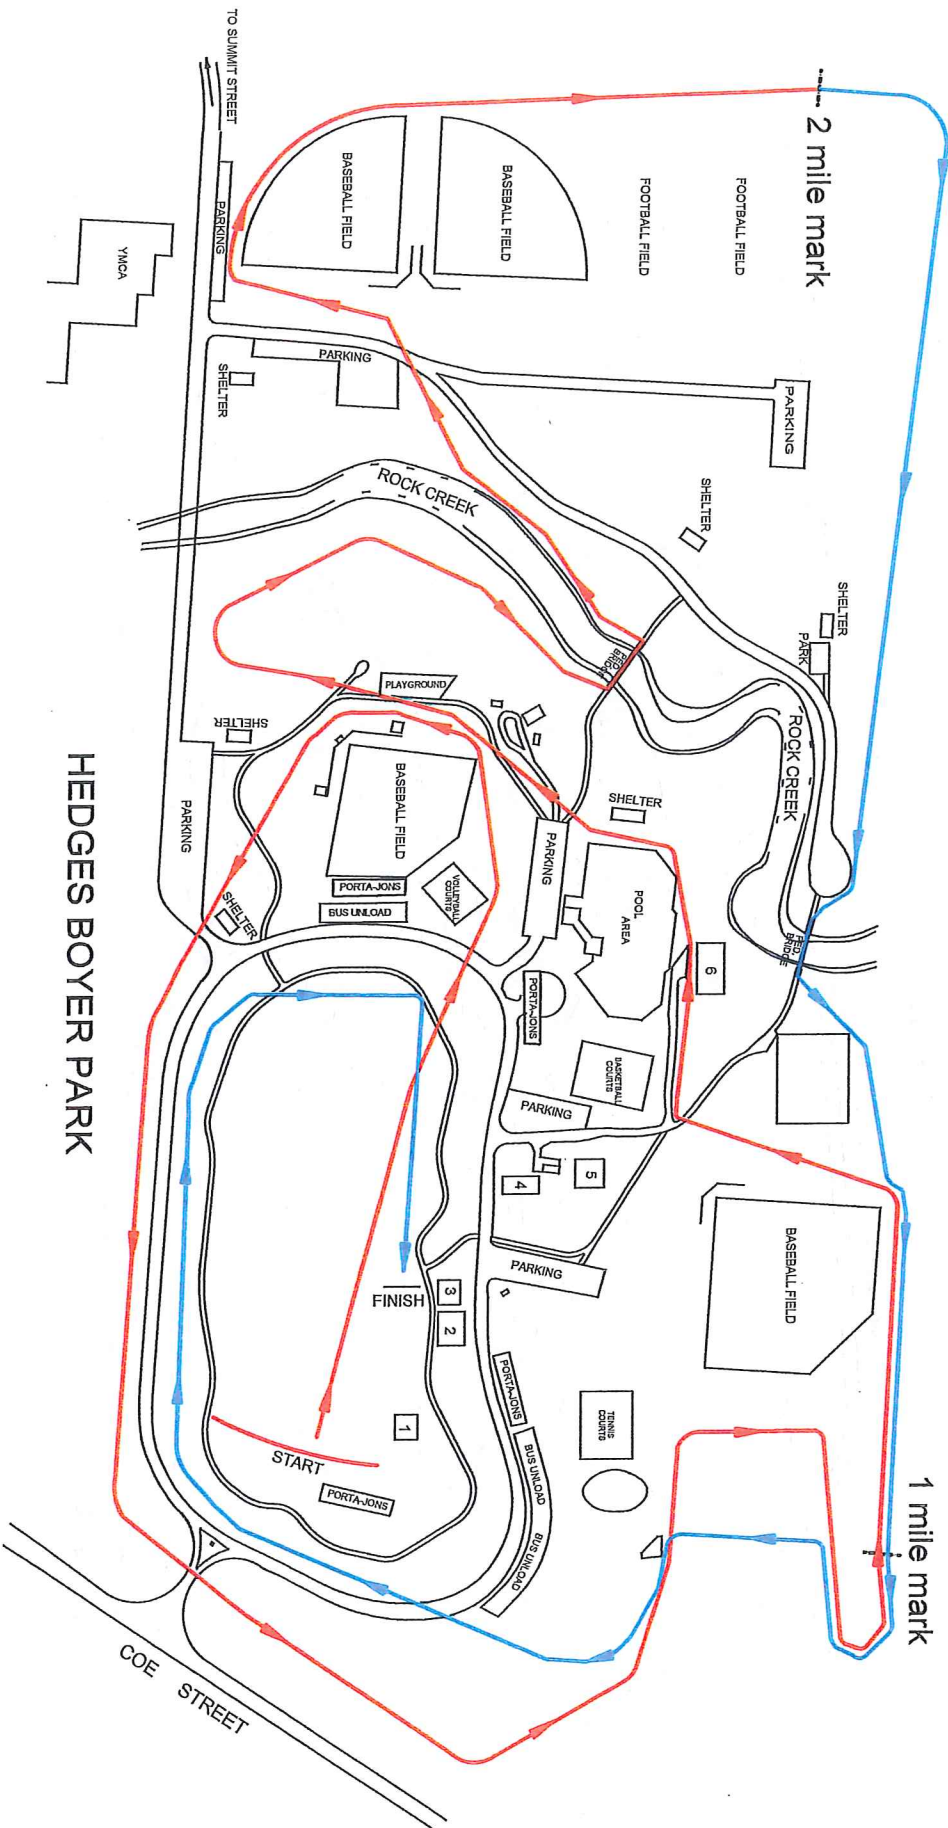 TO SUMMIT STREET
2 mile mark
FOOTBALL FIELD
FOOTBALL FIELD
BASEBALL FIELD
BASEBALL FIELD
PARKING
YMCA
PARKING
SHELTER
PARKING
ROCK CREEK
SHELTER
SHELTER
PARK
PED.
BRIDGE
ROCK CREEK
PLAYGROUND
SHELTER
SHELTER
PARKING
BASEBALL FIELD
PARKING
POOL
AREA
VOLLEYBALL
COURTS
PORTA-JONS
BUS UNLOAD
SHELTER
PED.
BRIDGE
6
PORTA-JONS
BASKETBALL
COURTS
PARKING
HEDGES BOYER PARK
5
4
BASEBALL FIELD
PARKING
3
FINISH
2
PORTA-JONS
TENNIS
COURTS
1
START
BUS UNLOAD
PORTA-JONS
BUS UNLOAD
1 mile mark
COE STREET